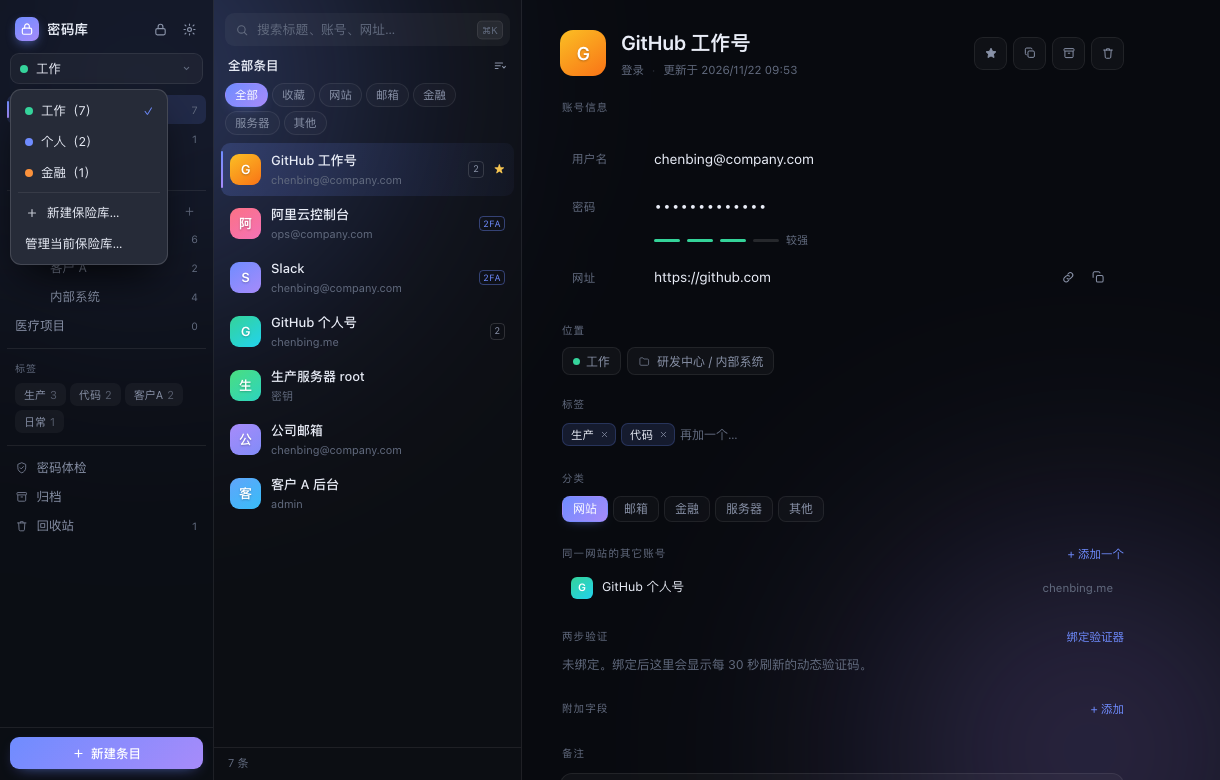 密码库
工作
7
工作 (7)
个人 (2)
1
金融 (1)
+ 新建保险库...
+
管理当前保险库...
6
客户 A 2
内部系统 4
医疗项目 0
标签
生产 3 代码 2 客户A 2
日常 1
密码体检
归档
回收站 1
+ 新建条目
搜索标题、账号、网址... ⌘K
全部条目
全部 收藏 网站 邮箱 金融
服务器 其他
G GitHub 工作号 2
chenbing@company.com
阿 阿里云控制台 2FA
ops@company.com
S Slack 2FA
chenbing@company.com
G GitHub 个人号 2
chenbing.me
生 生产服务器 root
密钥
公 公司邮箱
chenbing@company.com
客 客户 A 后台
admin
7 条
G GitHub 工作号
登录 · 更新于 2026/11/22 09:53
账号信息
用户名 chenbing@company.com
密码 ••••••••••••
较强
网址 https://github.com
位置
工作 研发中心 / 内部系统
标签
生产 × 代码 × 再加一个...
分类
网站 邮箱 金融 服务器 其他
同一网站的其它账号 + 添加一个
G GitHub 个人号 chenbing.me
两步验证 绑定验证器
未绑定。绑定后这里会显示每 30 秒刷新的动态验证码。
附加字段 + 添加
备注